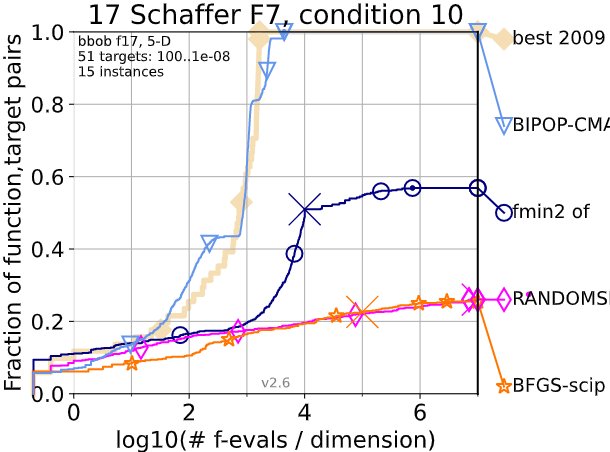 17 Schaffer F7, condition 10
bbob f17, 5-D
51 targets: 100..1e-08
15 instances
Fraction of function,target pairs
1.0
0.8
0.6
0.4
0.2
0.0
0
2
4
6
log10(# f-evals / dimension)
v2.6
best 2009
BIPOP-CMA
fmin2 of
RANDOMSE
BFGS-scip